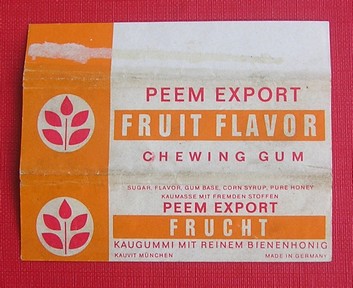 PEEM EXPORT
FRUIT FLAVOR
CHEWING GUM
SUGAR, FLAVOR, GUM BASE, CORN SYRUP, PURE HONEY
KAUMASSE MIT FREMDEN STOFFEN
PEEM EXPORT
FRUCHT
KAUGUMMI MIT REINEM BIENENHONIG
KAUVIT MÜNCHEN MADE IN GERMANY